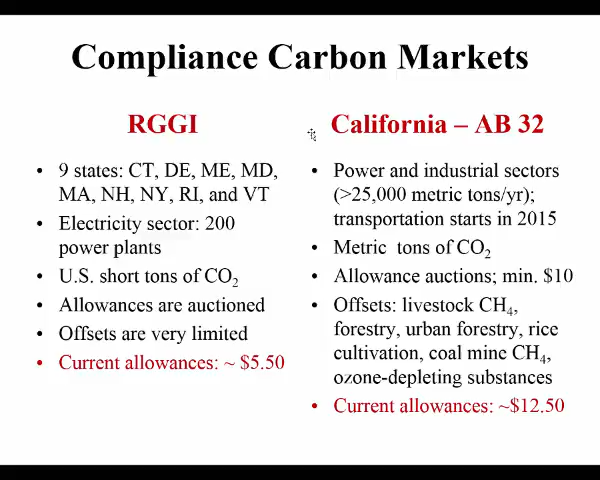 Compliance Carbon Markets
RGGI
• 9 states: CT, DE, ME, MD,
MA, NH, NY, RI, and VT
• Electricity sector: 200
power plants
• U.S. short tons of CO₂
• Allowances are auctioned
• Offsets are very limited
• Current allowances: ~ $5.50
California – AB 32
• Power and industrial sectors
(>25,000 metric tons/yr);
transportation starts in 2015
• Metric tons of CO₂
• Allowance auctions; min. $10
• Offsets: livestock CH₄,
forestry, urban forestry, rice
cultivation, coal mine CH₄,
ozone-depleting substances
• Current allowances: ~$12.50